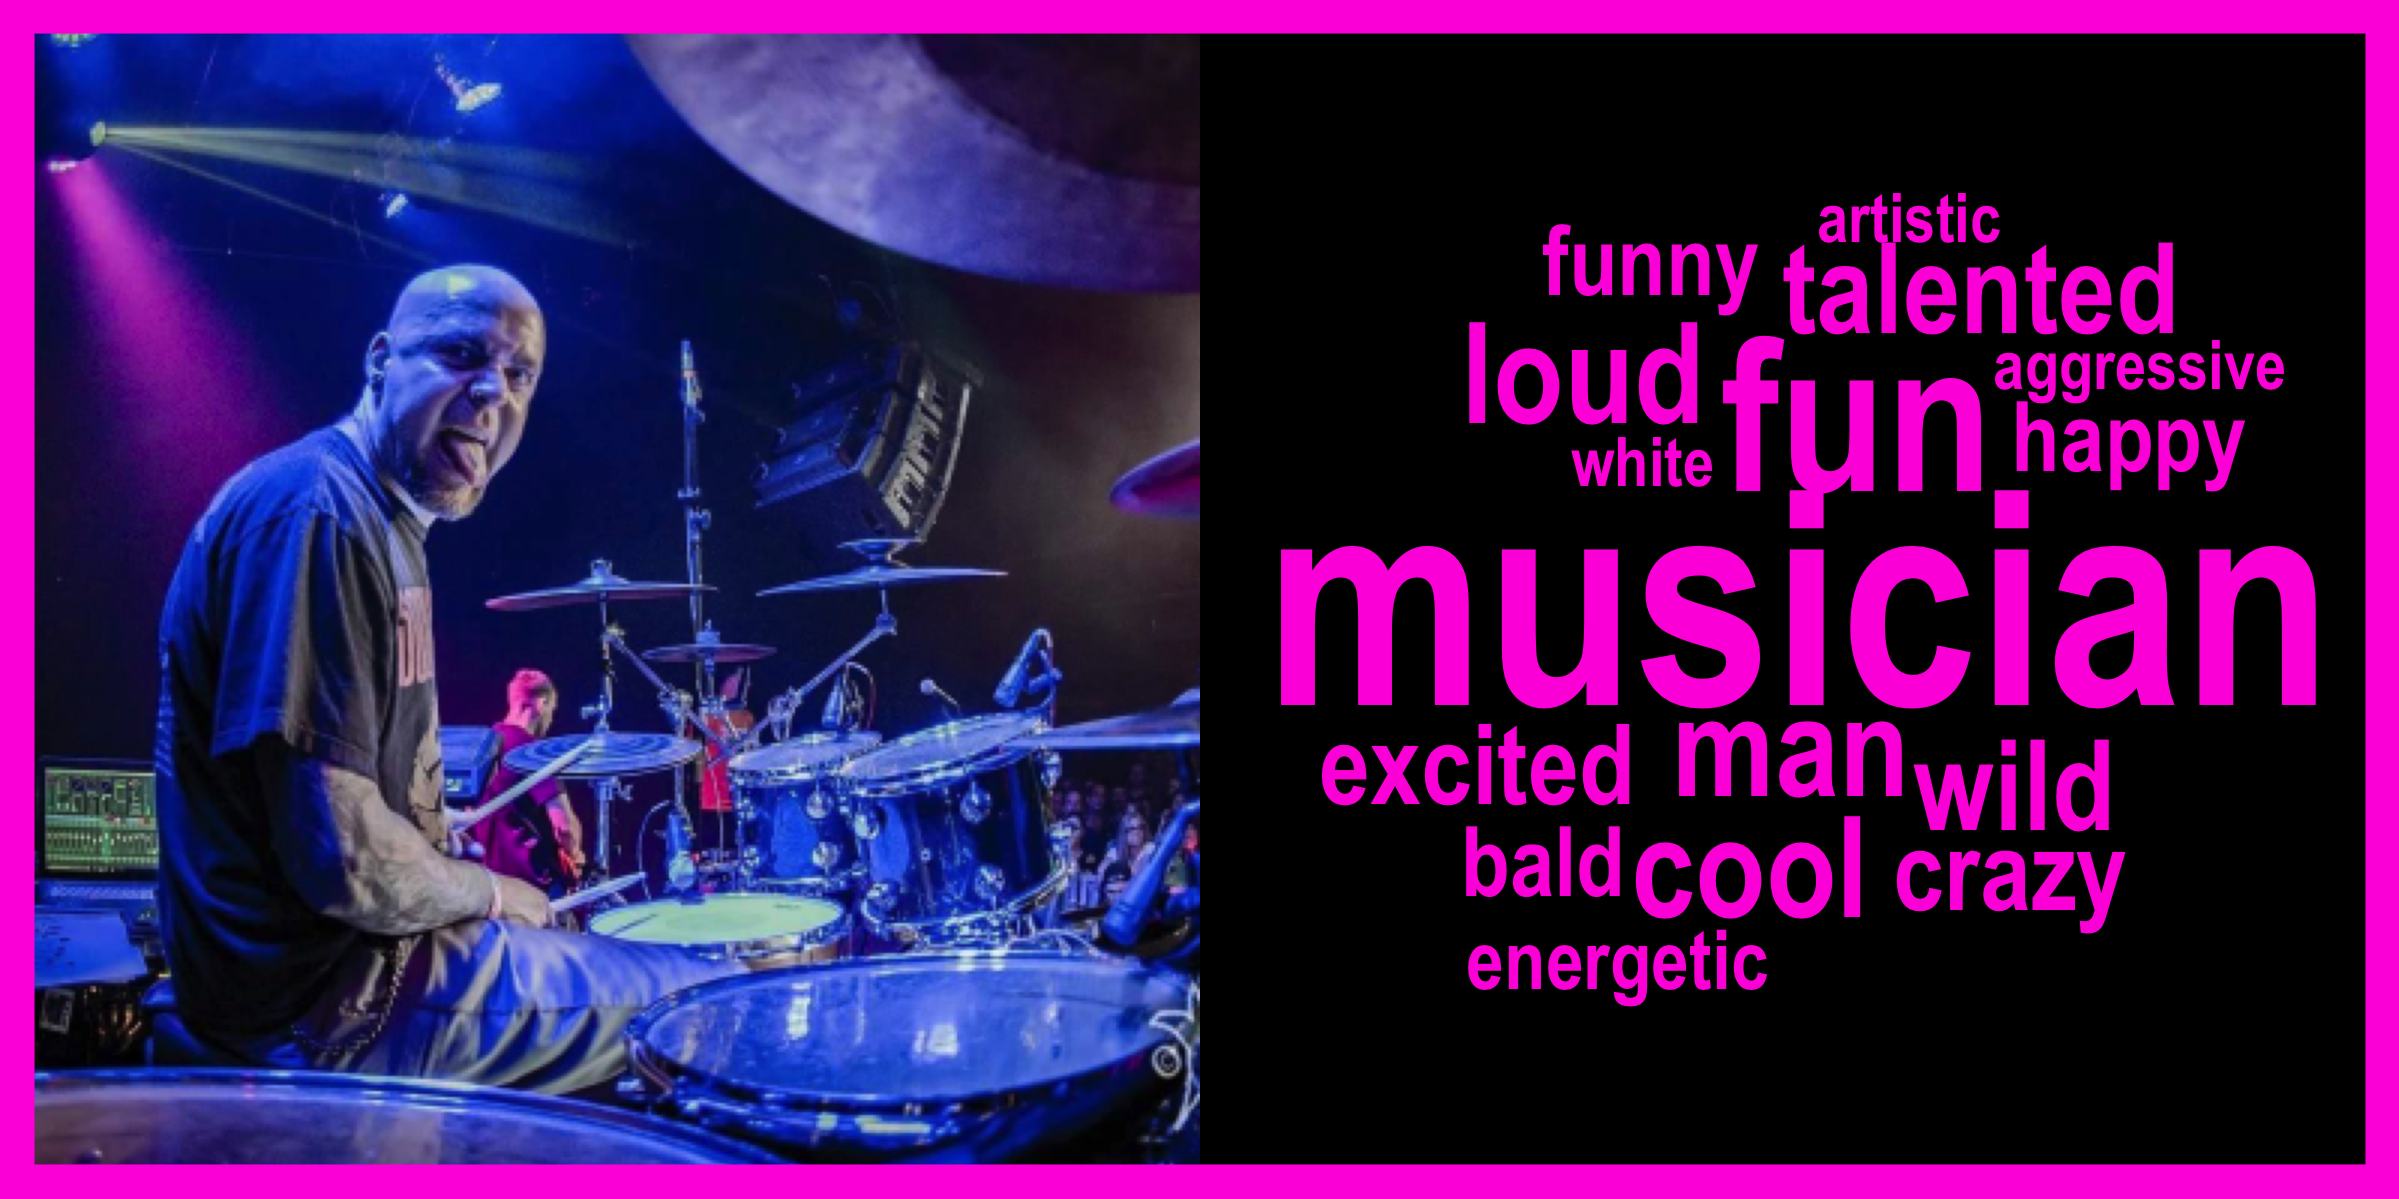 artistic
funny talented
loud fun aggressive
white happy
musician
excited man wild
bald cool crazy
energetic